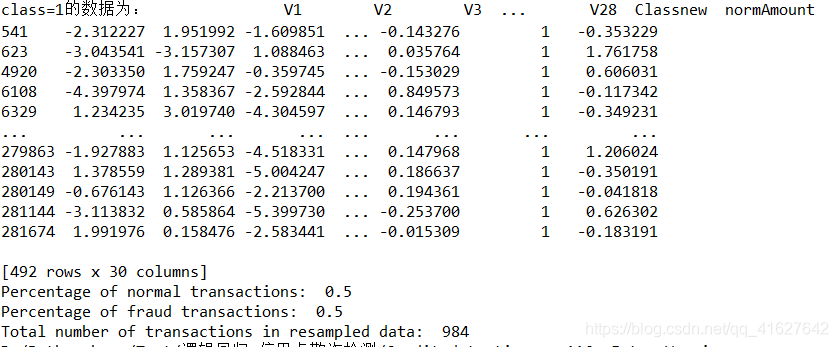 class=1的数据为: V1 V2 V3 ... V28 Classnew normAmount
541 -2.312227 1.951992 -1.609851 ... -0.143276 1 -0.353229
623 -3.043541 -3.157307 1.088463 ... 0.035764 1 1.761758
4920 -2.303350 1.759247 -0.359745 ... -0.153029 1 0.606031
6108 -4.397974 1.358367 -2.592844 ... 0.849573 1 -0.117342
6329 1.234235 3.019740 -4.304597 ... 0.146793 1 -0.349231
... ... ... ... ... ... ... ...
279863 -1.927883 1.125653 -4.518331 ... 0.147968 1 1.206024
280143 1.378559 1.289381 -5.004247 ... 0.186637 1 -0.350191
280149 -0.676143 1.126366 -2.213700 ... 0.194361 1 -0.041818
281144 -3.113832 0.585864 -5.399730 ... -0.253700 1 0.626302
281674 1.991976 0.158476 -2.583441 ... -0.015309 1 -0.183191
[492 rows x 30 columns]
Percentage of normal transactions: 0.5
Percentage of fraud transactions: 0.5
Total number of transactions in resampled data: 984
https://blog.csdn.net/qq_41627642